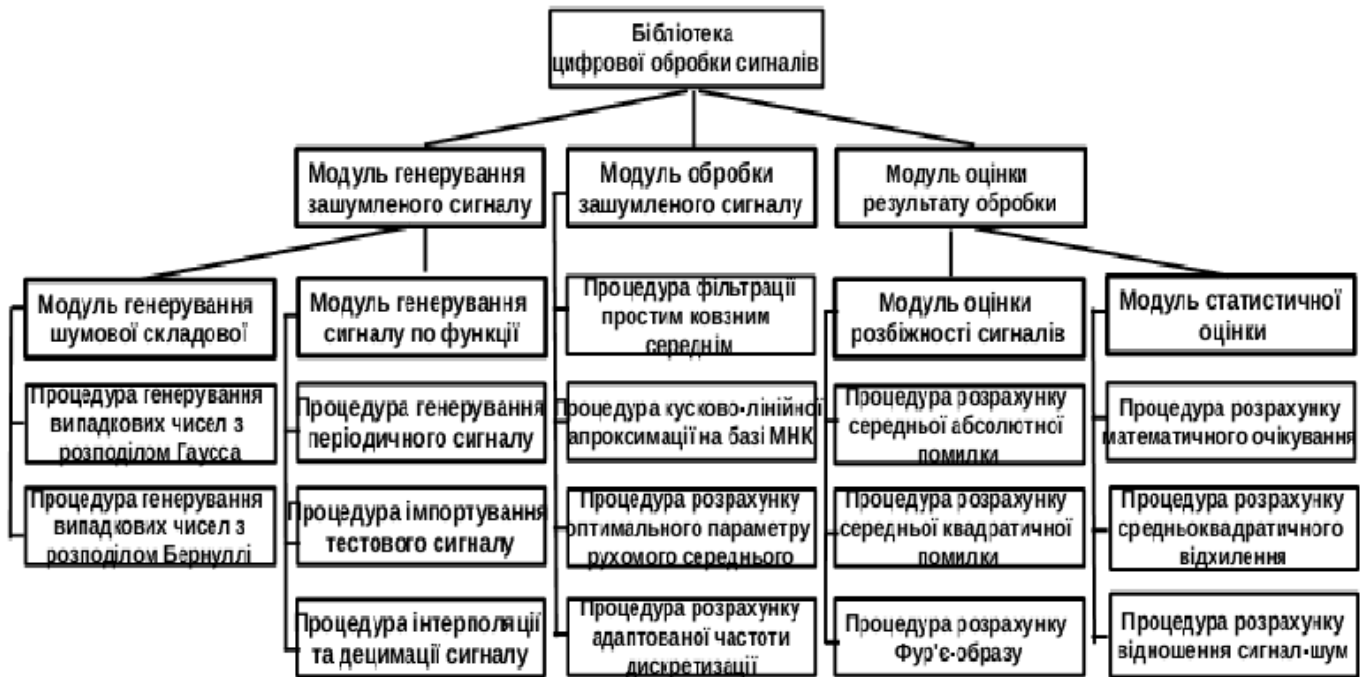 Бібліотека
цифрової обробки сигналів
Модуль генерування
зашумленого сигналу
Модуль обробки
зашумленого сигналу
Модуль оцінки
результату обробки
Модуль генерування
шумової складової
Модуль генерування
сигналу по функції
Процедура фільтрації
простим ковзним
середнім
Модуль оцінки
розбіжності сигналів
Модуль статистичної
оцінки
Процедура генерування
випадкових чисел з
розподілом Гаусса
Процедура генерування
періодичного сигналу
Процедура кусково-лінійної
апроксимації на базі МНК
Процедура розрахунку
середньої абсолютної
помилки
Процедура розрахунку
математичного очікування
Процедура генерування
випадкових чисел з
розподілом Бернуллі
Процедура імпортування
тестового сигналу
Процедура розрахунку
оптимального параметру
рухомого середнього
Процедура розрахунку
середньої квадратичної
помилки
Процедура розрахунку
средньоквадратичного
відхилення
Процедура інтерполяції
та децимації сигналу
Процедура розрахунку
адаптованої частоти
дискретизації
Процедура розрахунку
Фур'є-образу
Процедура розрахунку
відношення сигнал-шум